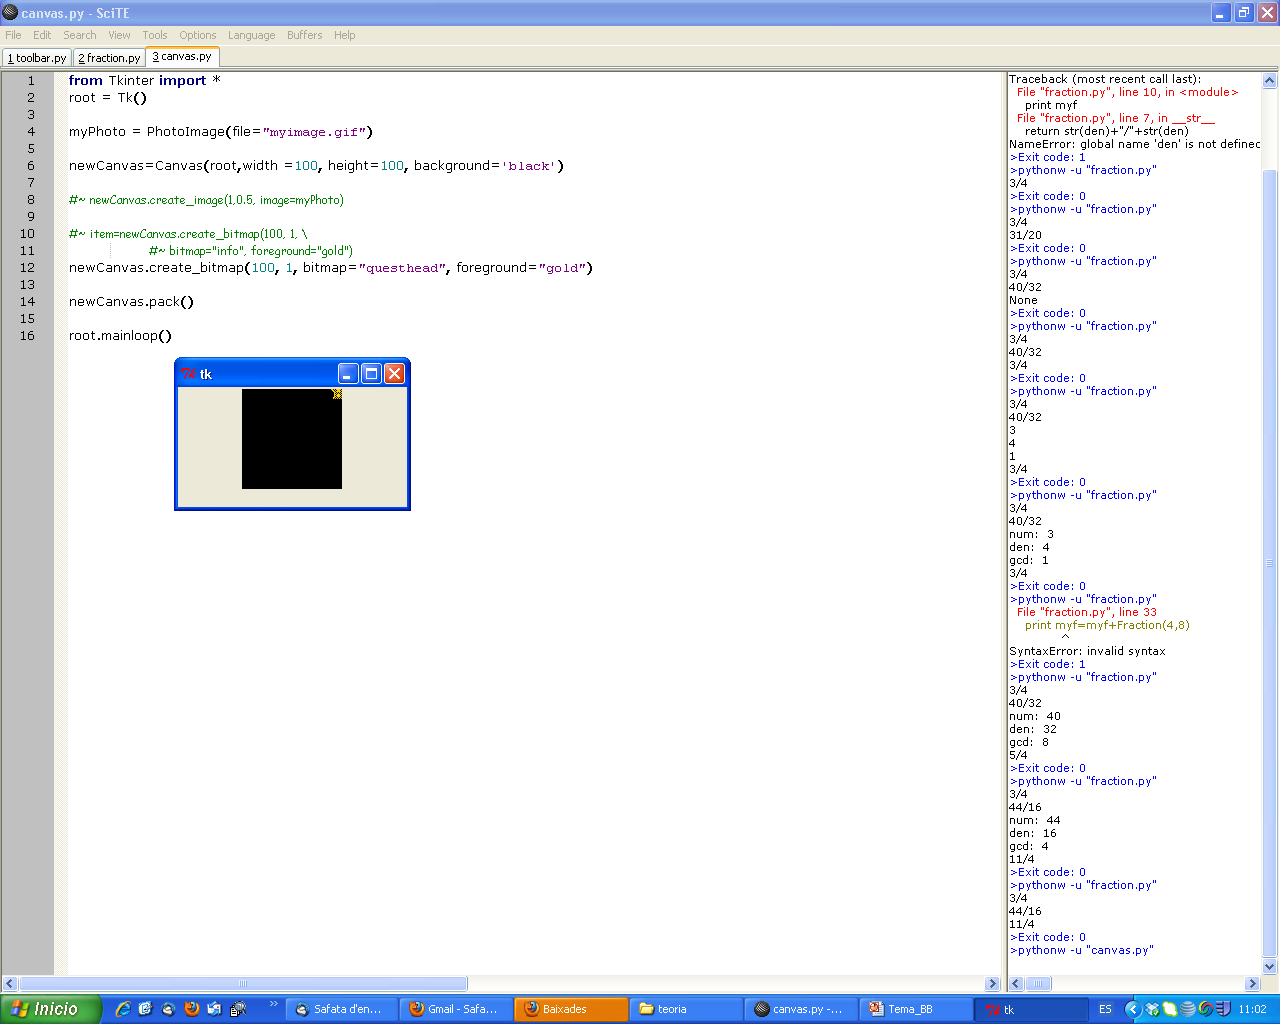 canvas.py - SciTE
File Edit Search View Tools Options Language Buffers Help
1 toolbar.py 2 fraction.py 3 canvas.py
1 from Tkinter import *
2 root = Tk()
3
4 myPhoto = PhotoImage(file="myimage.gif")
5
6 newCanvas=Canvas(root,width =100, height=100, background='black')
7
8 #~ newCanvas.create_image(1,0.5, image=myPhoto)
9
10 #~ item=newCanvas.create_bitmap(100, 1, \
11 #~ bitmap="info", foreground="gold")
12 newCanvas.create_bitmap(100, 1, bitmap="questhead", foreground="gold")
13
14 newCanvas.pack()
15
16 root.mainloop()
tk
Traceback (most recent call last):
File "fraction.py", line 10, in <module>
print myf
File "fraction.py", line 7, in __str__
return str(den)+"/"+str(den)
NameError: global name 'den' is not defined
>Exit code: 1
>pythonw -u "fraction.py"
3/4
>Exit code: 0
>pythonw -u "fraction.py"
3/4
31/20
>Exit code: 0
>pythonw -u "fraction.py"
3/4
40/32
None
>Exit code: 0
>pythonw -u "fraction.py"
3/4
40/32
3/4
>Exit code: 0
>pythonw -u "fraction.py"
3/4
40/32
3
4
1
3/4
>Exit code: 0
>pythonw -u "fraction.py"
3/4
40/32
num: 3
den: 4
gcd: 1
3/4
>Exit code: 0
>pythonw -u "fraction.py"
File "fraction.py", line 33
print myf=myf+Fraction(4,8)
^
SyntaxError: invalid syntax
>Exit code: 1
>pythonw -u "fraction.py"
3/4
40/32
num: 40
den: 32
gcd: 8
5/4
>Exit code: 0
>pythonw -u "fraction.py"
3/4
44/16
num: 44
den: 16
gcd: 4
11/4
>Exit code: 0
>pythonw -u "fraction.py"
3/4
44/16
11/4
>Exit code: 0
>pythonw -u "canvas.py"
Inicio » Safata d'en... Gmail - Safa... Baixades teoria canvas.py -... Tema_BB tk ES 11:02